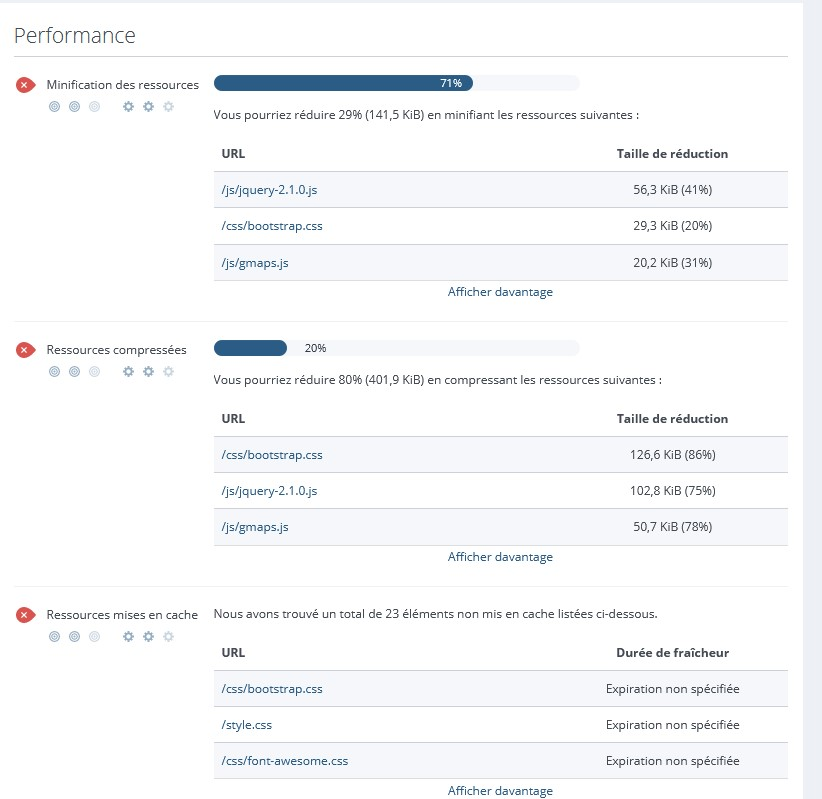 Performance
Minification des ressources
71%
Vous pourriez réduire 29% (141,5 KiB) en minifiant les ressources suivantes :
URL Taille de réduction
/js/jquery-2.1.0.js 56,3 KiB (41%)
/css/bootstrap.css 29,3 KiB (20%)
/js/gmaps.js 20,2 KiB (31%)
Afficher davantage
Ressources compressées
20%
Vous pourriez réduire 80% (401,9 KiB) en compressant les ressources suivantes :
URL Taille de réduction
/css/bootstrap.css 126,6 KiB (86%)
/js/jquery-2.1.0.js 102,8 KiB (75%)
/js/gmaps.js 50,7 KiB (78%)
Afficher davantage
Ressources mises en cache
Nous avons trouvé un total de 23 éléments non mis en cache listées ci-dessous.
URL Durée de fraîcheur
/css/bootstrap.css Expiration non spécifiée
/style.css Expiration non spécifiée
/css/font-awesome.css Expiration non spécifiée
Afficher davantage